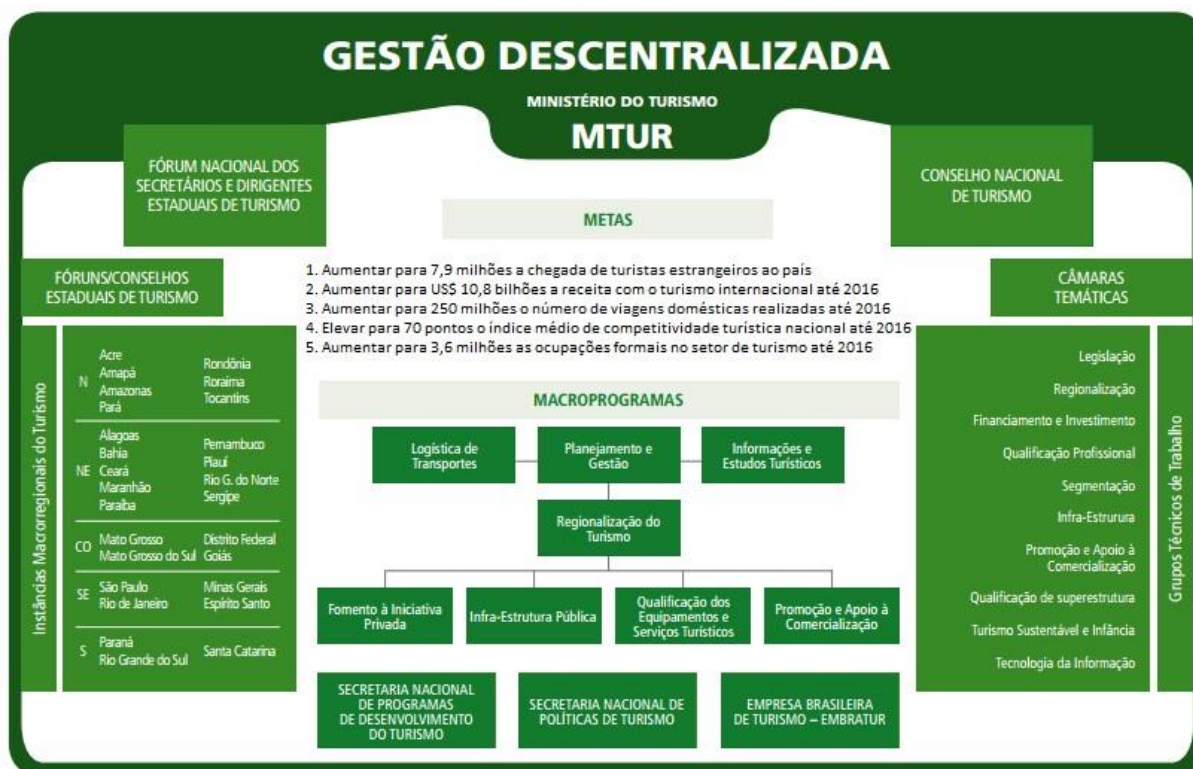 GESTÃO DESCENTRALIZADA
MINISTÉRIO DO TURISMO
MTUR
FÓRUM NACIONAL DOS
SECRETÁRIOS E DIRIGENTES
ESTADUAIS DE TURISMO
CONSELHO NACIONAL
DE TURISMO
METAS
1. Aumentar para 7,9 milhões a chegada de turistas estrangeiros ao país
2. Aumentar para US$ 10,8 bilhões a receita com o turismo internacional até 2016
3. Aumentar para 250 milhões o número de viagens domésticas realizadas até 2016
4. Elevar para 70 pontos o índice médio de competitividade turística nacional até 2016
5. Aumentar para 3,6 milhões as ocupações formais no setor de turismo até 2016
FÓRUNS/CONSELHOS
ESTADUAIS DE TURISMO
Instâncias Macrorregionais do Turismo
N
Acre
Amapá
Amazonas
Pará
Rondônia
Roraima
Tocantins
NE
Alagoas
Bahia
Ceará
Maranhão
Paraíba
Pernambuco
Piauí
Rio G. do Norte
Sergipe
CO
Mato Grosso
Mato Grosso do Sul
Distrito Federal
Goiás
SE
São Paulo
Rio de Janeiro
Minas Gerais
Espírito Santo
S
Paraná
Rio Grande do Sul
Santa Catarina
MACROPROGRAMAS
Logística de
Transportes
Planejamento e
Gestão
Informações e
Estudos Turísticos
Regionalização do
Turismo
Fomento à Iniciativa
Privada
Infra-Estrutura Pública
Qualificação dos
Equipamentos e
Serviços Turísticos
Promoção e Apoio à
Comercialização
SECRETARIA NACIONAL
DE PROGRAMAS
DE DESENVOLVIMENTO
DO TURISMO
SECRETARIA NACIONAL DE
POLÍTICAS DE TURISMO
EMPRESA BRASILEIRA
DE TURISMO – EMBRATUR
CÂMARAS
TEMÁTICAS
Legislação
Regionalização
Financiamento e Investimento
Qualificação Profissional
Segmentação
Infra-Estrurura
Promoção e Apoio à
Comercialização
Qualificação de superestrutura
Turismo Sustentável e Infância
Tecnologia da Informação
Grupos Técnicos de Trabalho